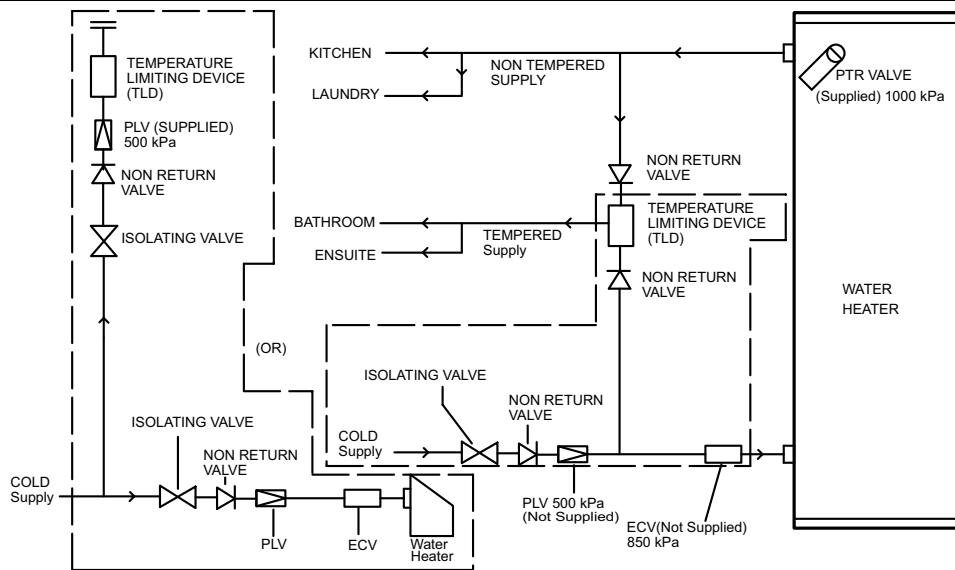 TEMPERATURE
LIMITING DEVICE
(TLD)
PLV (SUPPLIED)
500 kPa
NON RETURN
VALVE
ISOLATING VALVE
COLD
Supply
ISOLATING VALVE
NON RETURN
VALVE
PLV
ECV
Water
Heater
(OR)
KITCHEN
LAUNDRY
NON TEMPERED
SUPPLY
PTR VALVE
(Supplied) 1000 kPa
NON RETURN
VALVE
BATHROOM
ENSUITE
TEMPERED
Supply
TEMPERATURE
LIMITING DEVICE
(TLD)
NON RETURN
VALVE
WATER
HEATER
ISOLATING VALVE
NON RETURN
VALVE
COLD
Supply
PLV 500 kPa
(Not Supplied)
ECV(Not Supplied)
850 kPa